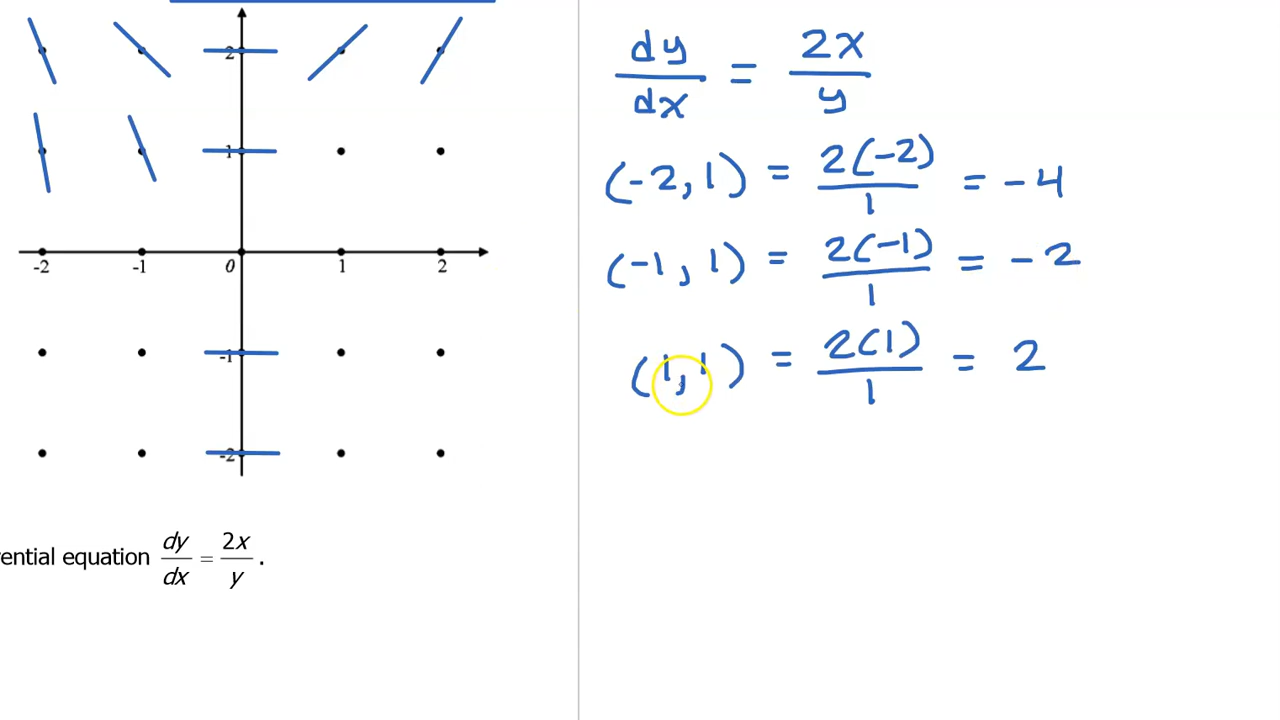 2
1
-2 -1 0 1 2
-1
-2
rential equation dy/dx = 2x/y .
dy/dx = 2x/y
(-2, 1) = 2(-2)/1 = -4
(-1, 1) = 2(-1)/1 = -2
(1, 1) = 2(1)/1 = 2